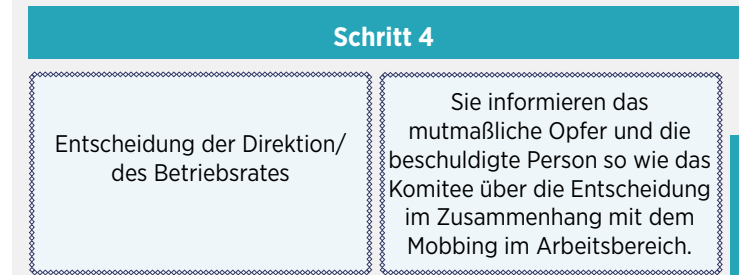 Schritt 4
Entscheidung der Direktion/
des Betriebsrates
Sie informieren das
mutmaßliche Opfer und die
beschuldigte Person so wie das
Komitee über die Entscheidung
im Zusammenhang mit dem
Mobbing im Arbeitsbereich.